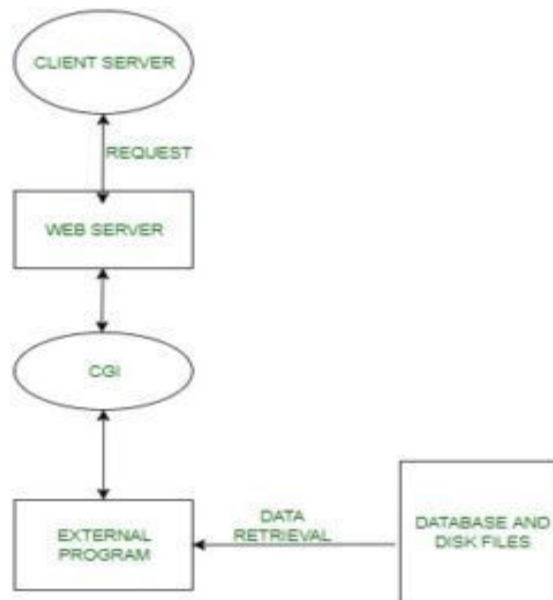 CLIENT SERVER
REQUEST
WEB SERVER
CGI
EXTERNAL
PROGRAM
DATA
RETRIEVAL
DATABASE AND
DISK FILES